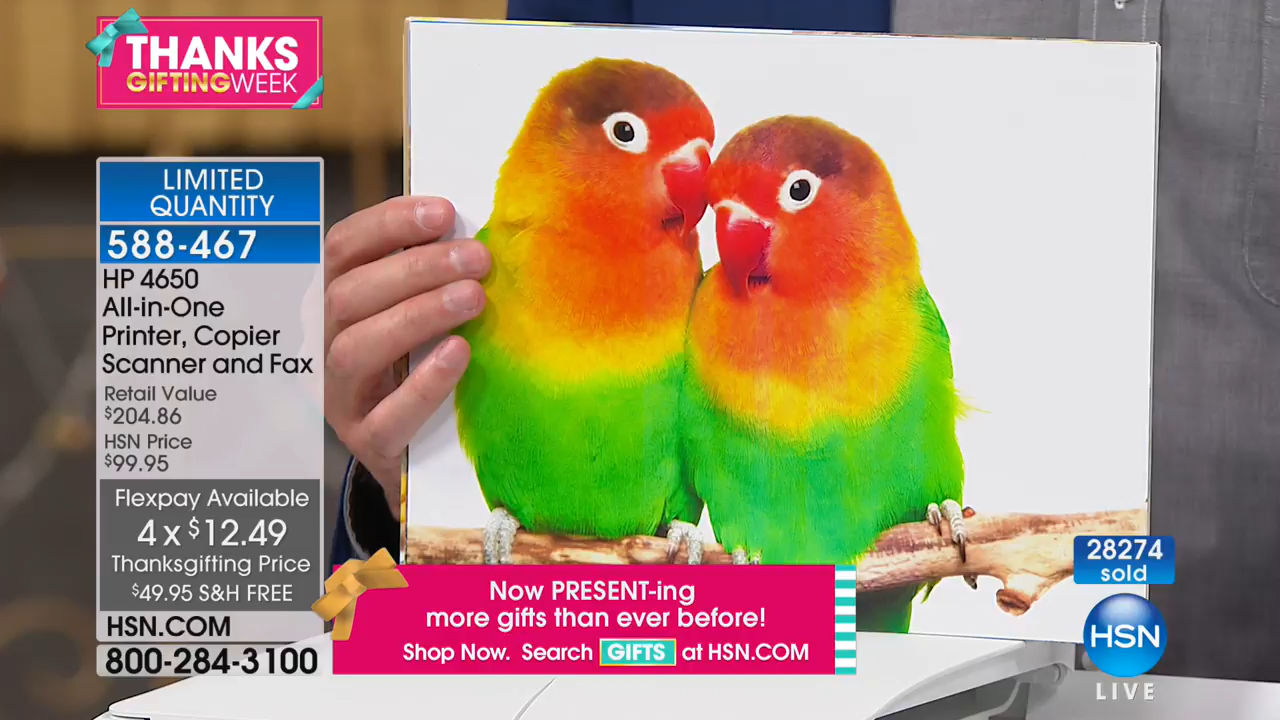 THANKS
GIFTINGWEEK
LIMITED
QUANTITY
588-467
HP 4650
All-in-One
Printer, Copier
Scanner and Fax
Retail Value
$204.86
HSN Price
$99.95
Flexpay Available
4 x $12.49
Thanksgifting Price
$49.95 S&H FREE
HSN.COM
800-284-3100
Now PRESENT-ing
more gifts than ever before!
Shop Now. Search GIFTS at HSN.COM
28274
sold
HSN
LIVE